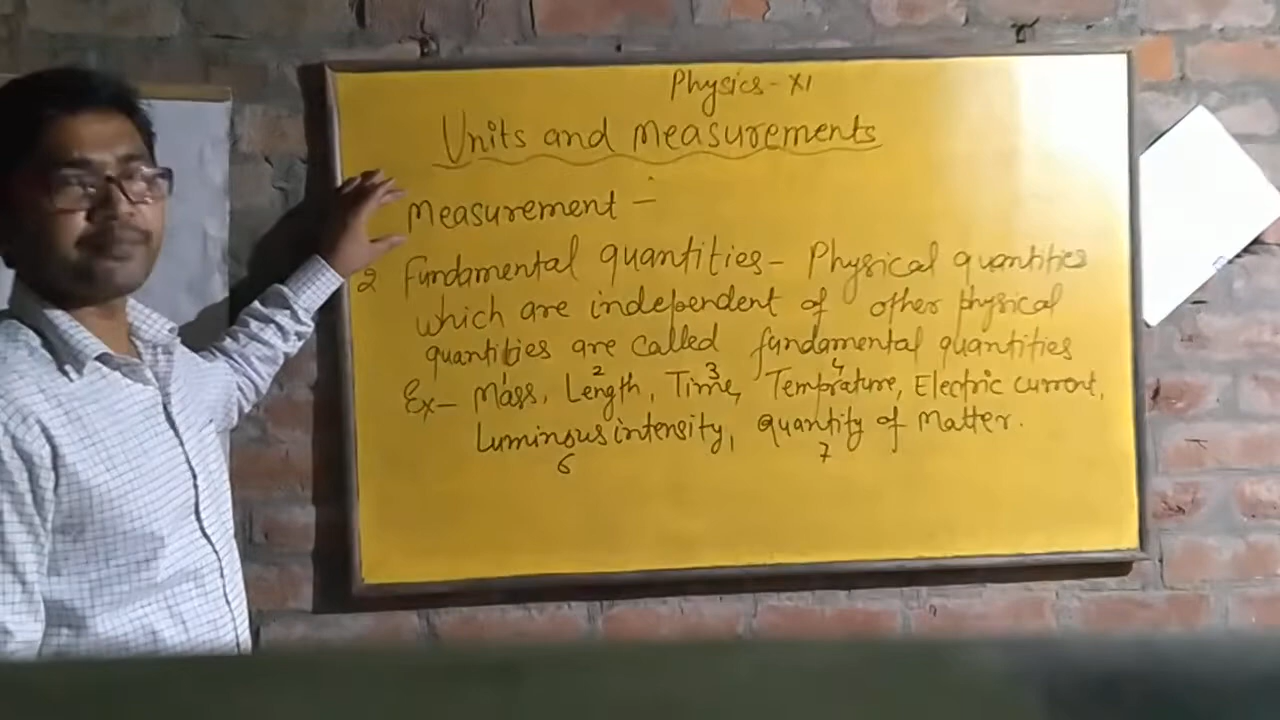 Physics - XI
Units and Measurements
Measurement -
2 Fundamental quantities - Physical quantities
which are independent of other physical
quantities are called fundamental quantities
1 2 3 4
Ex - Mass, Length, Time, Temprature, Electric current,
Luminous intensity, quantity of Matter.
6 7